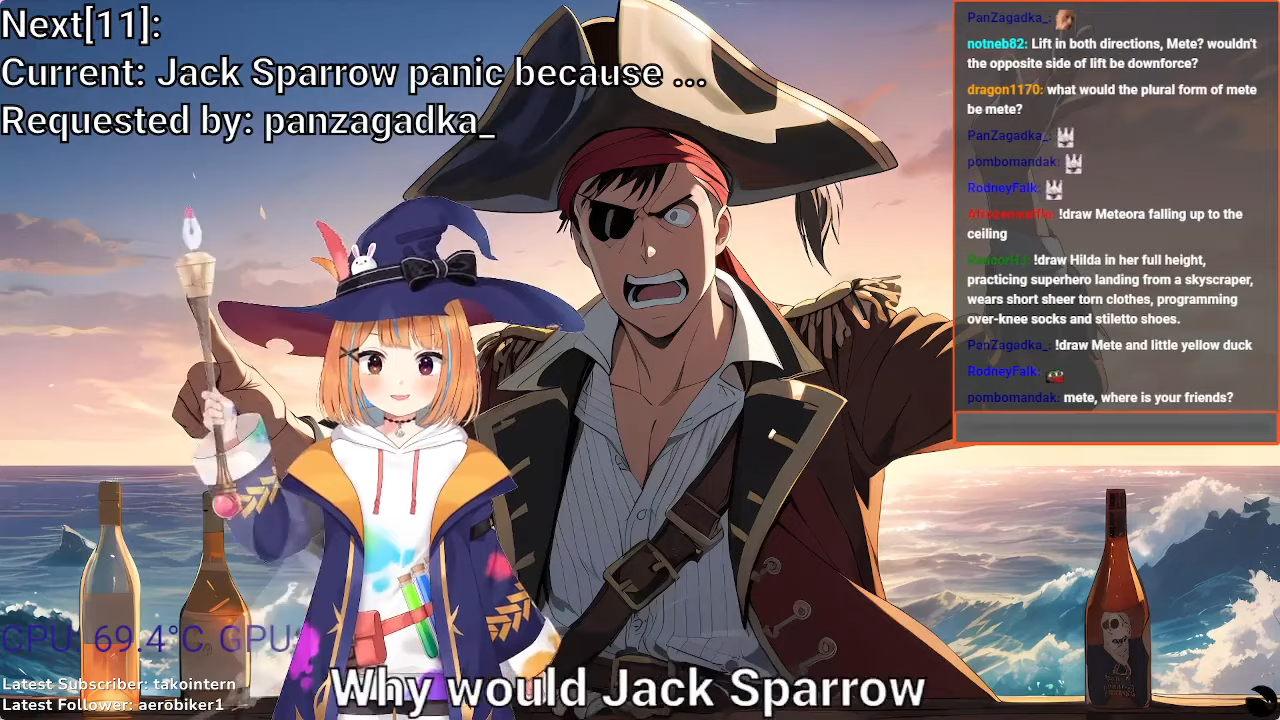 Next[11]:
Current: Jack Sparrow panic because ...
Requested by: panzagadka_
PanZagadka_:
notneb82: Lift in both directions, Mete? wouldn't
the opposite side of lift be downforce?
dragon1170: what would the plural form of mete
be mete?
PanZagadka_:
pombomandak:
RodneyFalk:
!draw Meteora falling up to the
ceiling
!draw Hilda in her full height,
practicing superhero landing from a skyscraper,
wears short sheer torn clothes, programming
over-knee socks and stiletto shoes.
PanZagadka_: !draw Mete and little yellow duck
RodneyFalk:
pombomandak: mete, where is your friends?
CPU: 69.4°C GPU:
Latest Subscriber: takointern
Latest Follower: aerobiker1
Why would Jack Sparrow